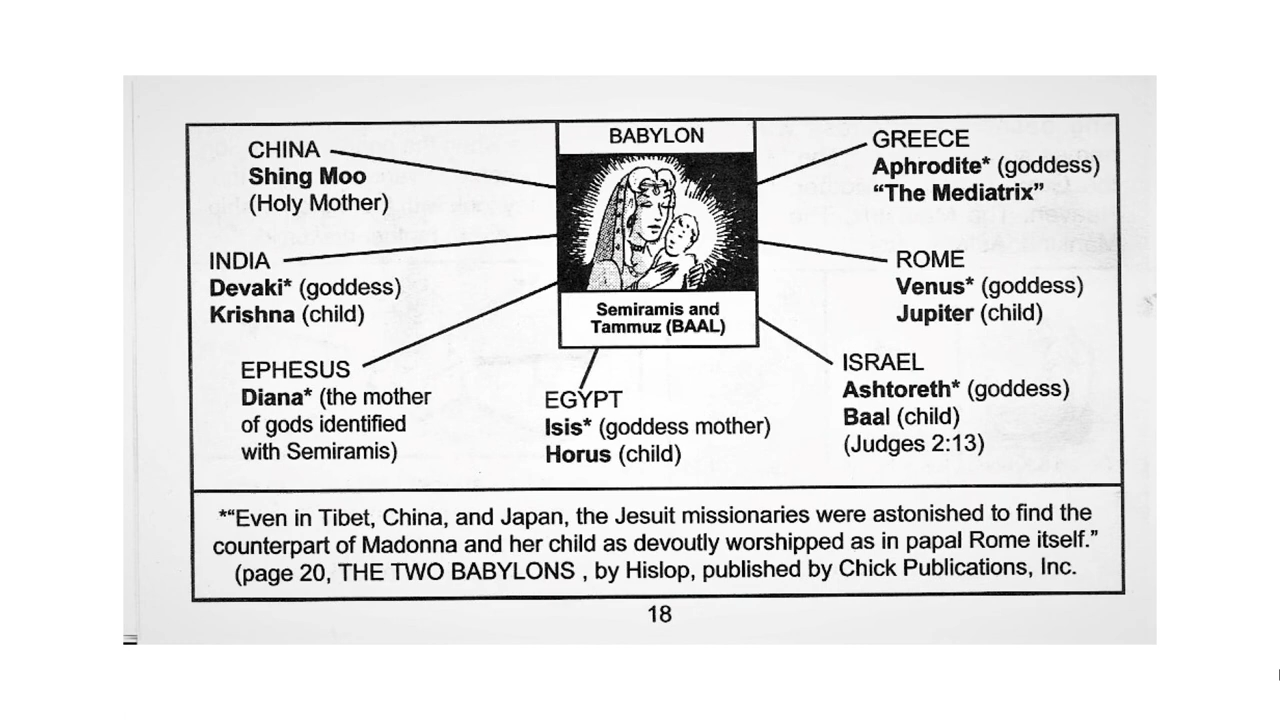 BABYLON
Semiramis and
Tammuz (BAAL)
CHINA
Shing Moo
(Holy Mother)
INDIA
Devaki* (goddess)
Krishna (child)
EPHESUS
Diana* (the mother
of gods identified
with Semiramis)
EGYPT
Isis* (goddess mother)
Horus (child)
GREECE
Aphrodite* (goddess)
“The Mediatrix”
ROME
Venus* (goddess)
Jupiter (child)
ISRAEL
Ashtoreth* (goddess)
Baal (child)
(Judges 2:13)
*“Even in Tibet, China, and Japan, the Jesuit missionaries were astonished to find the
counterpart of Madonna and her child as devoutly worshipped as in papal Rome itself.”
(page 20, THE TWO BABYLONS , by Hislop, published by Chick Publications, Inc.
18